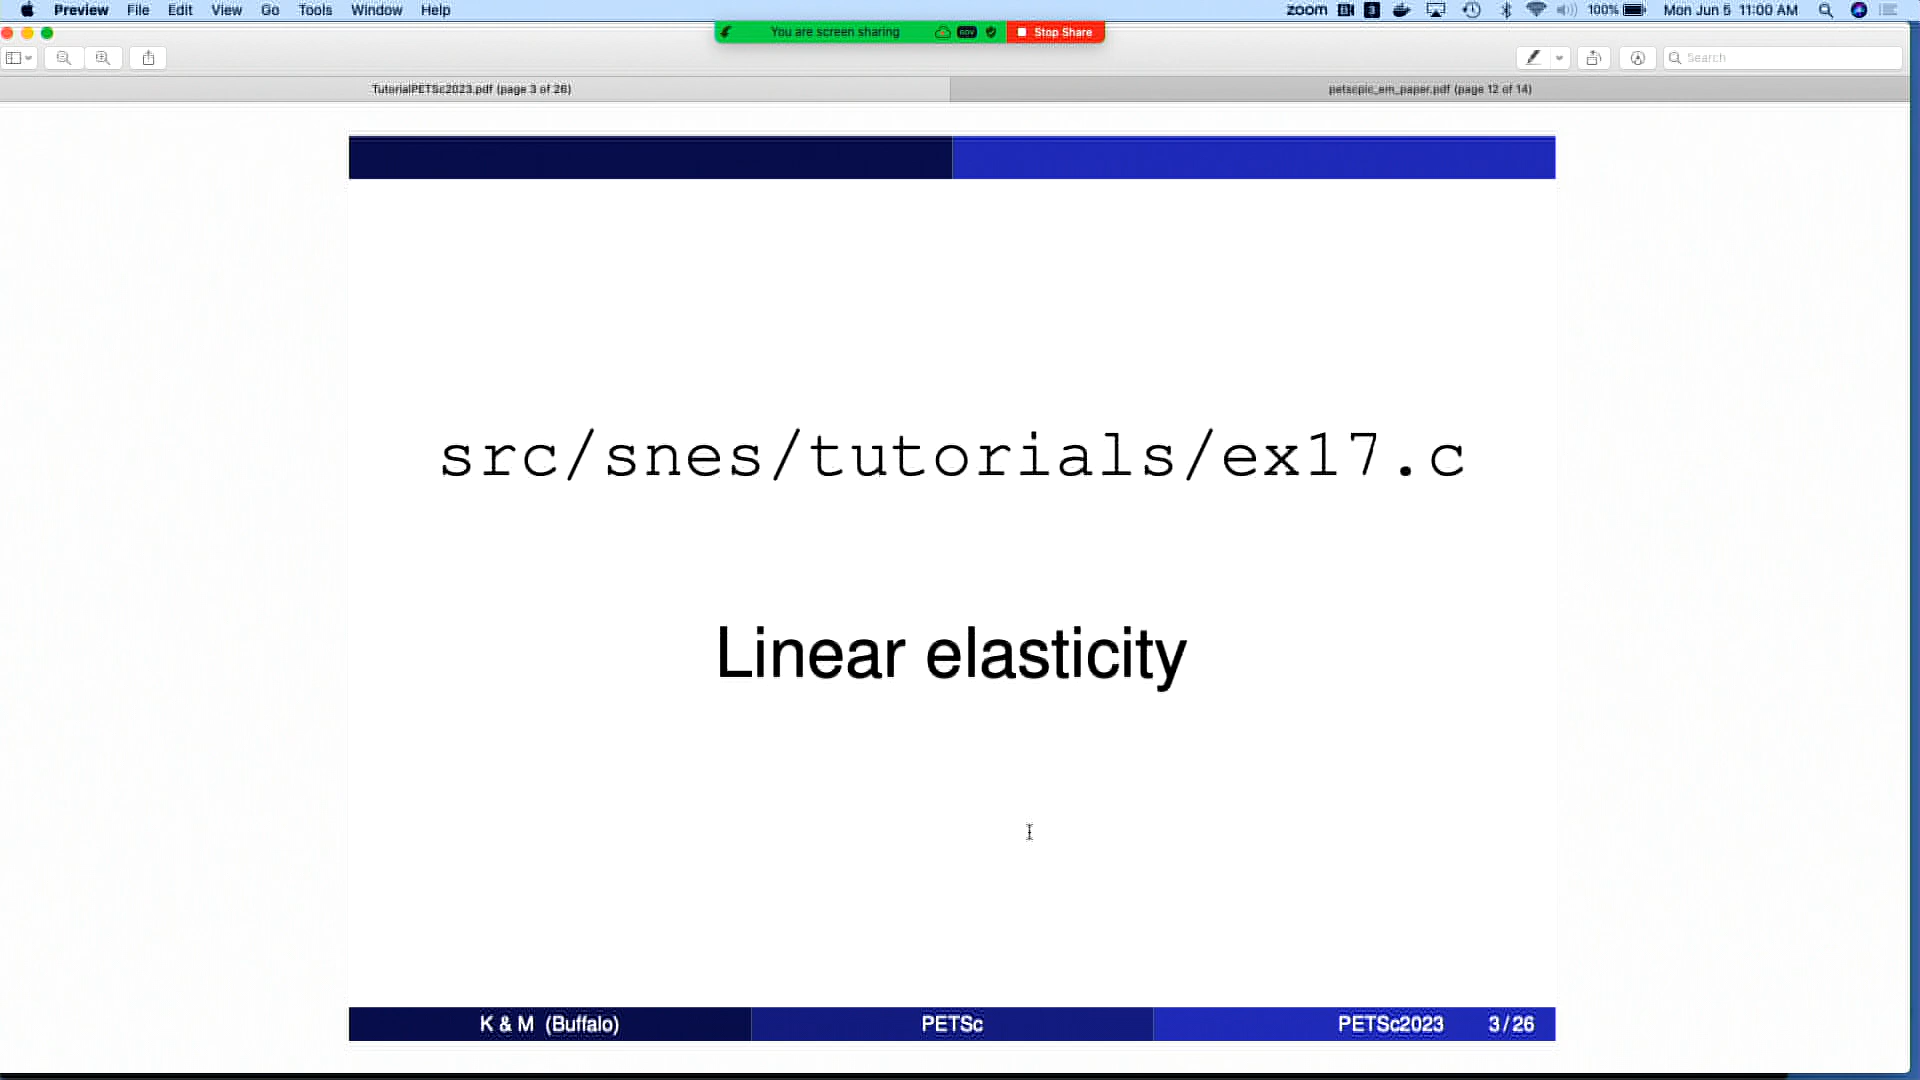 Preview File Edit View Go Tools Window Help
zoom 3 100% Mon Jun 5 11:00 AM
You are screen sharing GOV Stop Share
Search
TutorialPETSc2023.pdf (page 3 of 26)
petscpic_em_paper.pdf (page 12 of 14)
src/snes/tutorials/ex17.c
Linear elasticity
K & M (Buffalo) PETSc PETSc2023 3 / 26